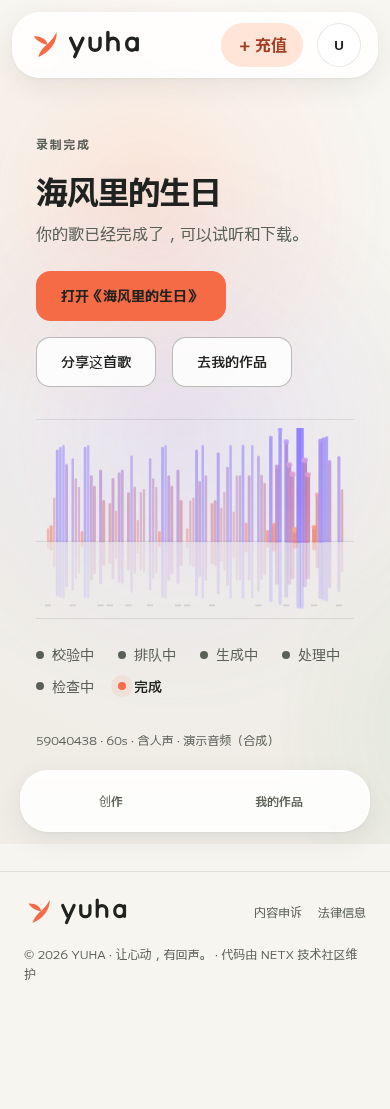 yuha
+ 充值
U
录制完成
海风里的生日
你的歌已经完成了，可以试听和下载。
打开《海风里的生日》
分享这首歌
去我的作品
校验中
排队中
生成中
处理中
检查中
完成
59040438 · 60s · 含人声 · 演示音频（合成）
创作
我的作品
yuha
内容申诉
法律信息
© 2026 YUHA · 让心动，有回声。 · 代码由 NETX 技术社区维
护